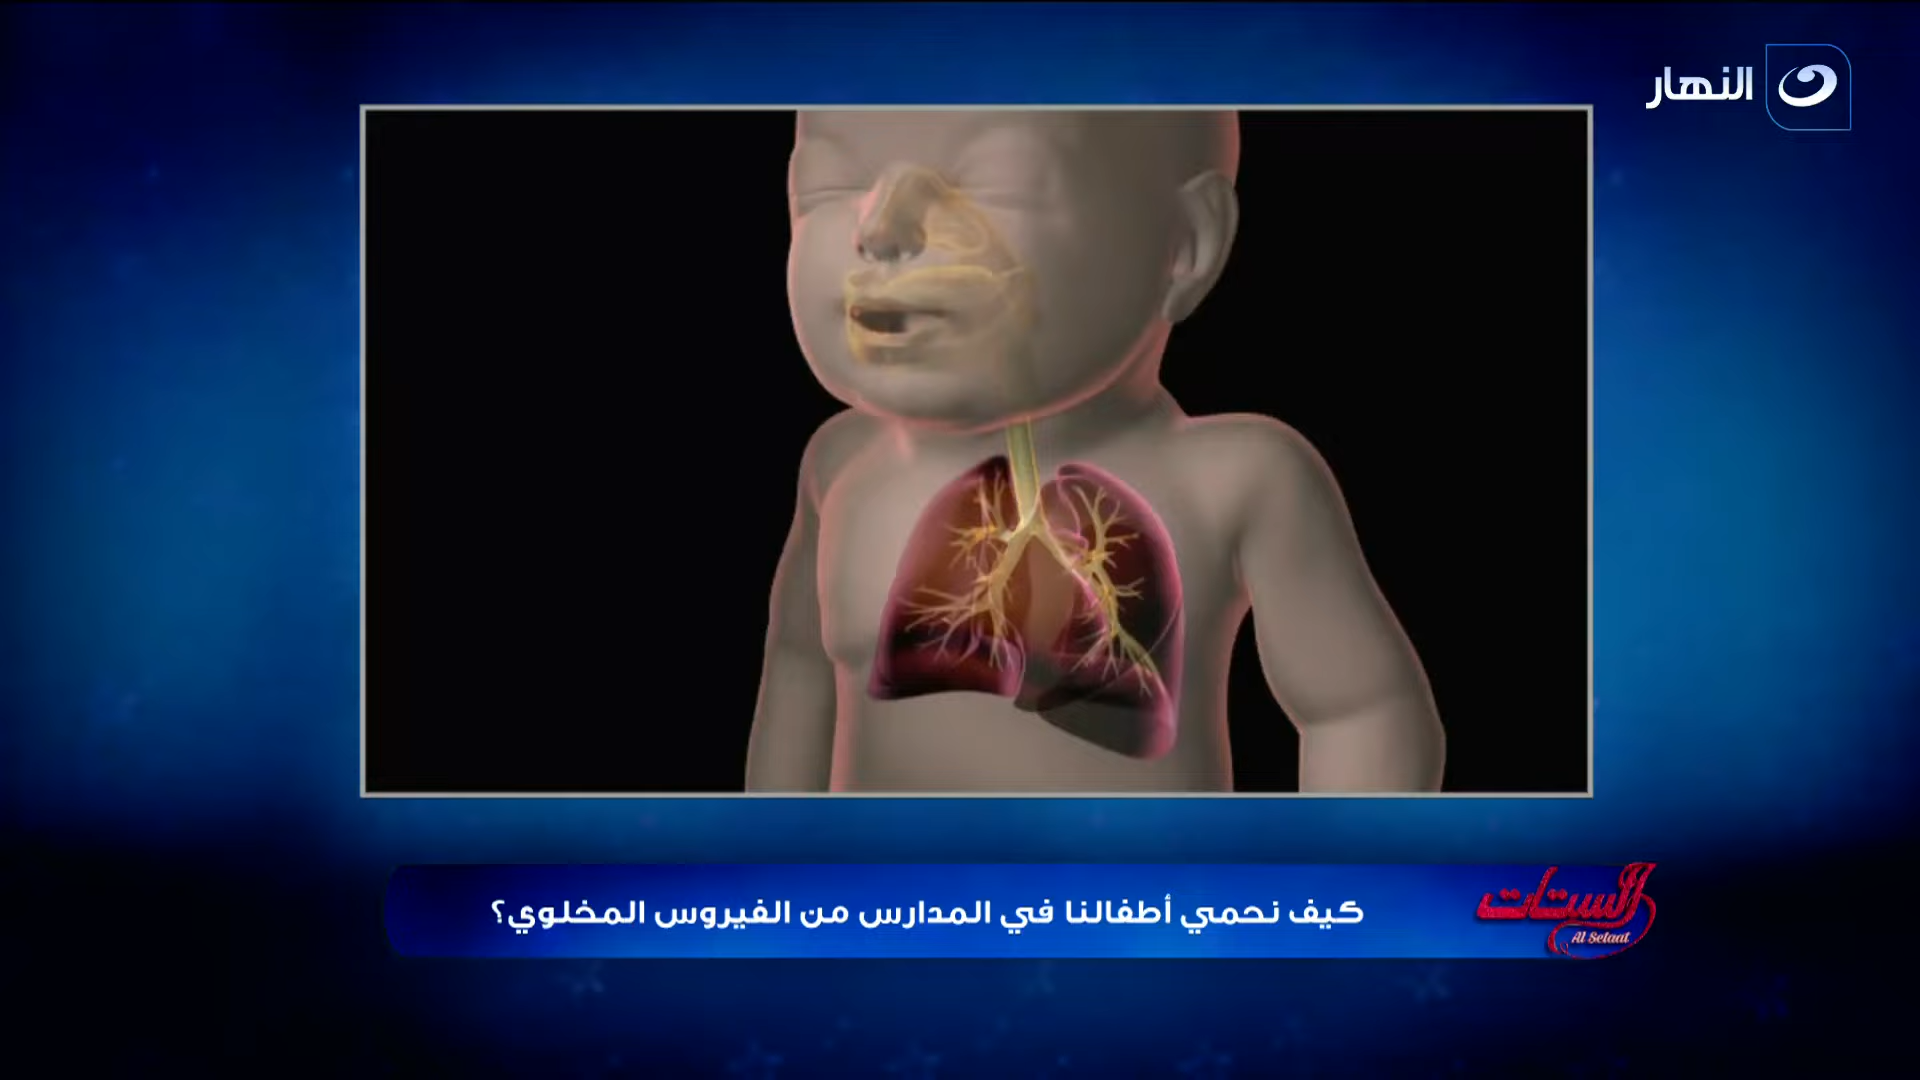 النهار
كيف نحمي أطفالنا في المدارس من الفيروس المخلوي؟
الستات
Al Setaat